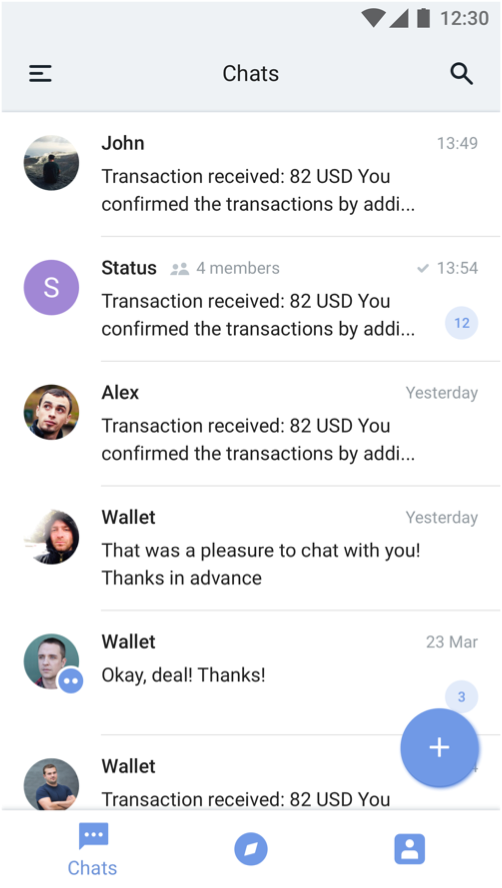 12:30
Chats
John 13:49
Transaction received: 82 USD You
confirmed the transactions by addi...
S
Status 4 members 13:54
Transaction received: 82 USD You
confirmed the transactions by addi...
12
Alex Yesterday
Transaction received: 82 USD You
confirmed the transactions by addi...
Wallet Yesterday
That was a pleasure to chat with you!
Thanks in advance
Wallet 23 Mar
Okay, deal! Thanks!
3
Wallet
Transaction received: 82 USD You
Chats